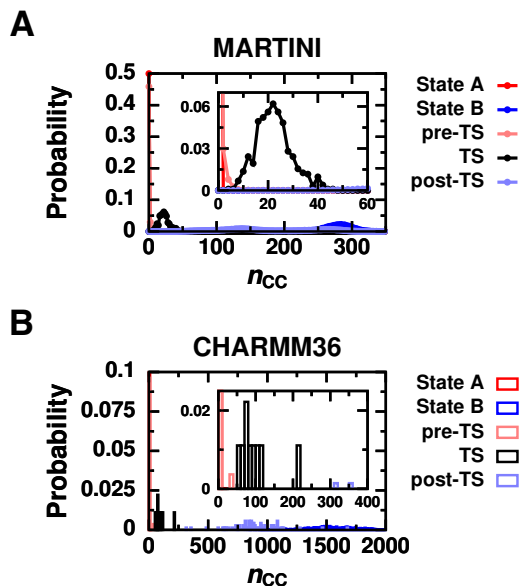 A
MARTINI
Probability
0.5
0.4
0.3
0.2
0.1
0
0 100 200 300
nCC
0.06
0.03
0
0 20 40 60
State A
State B
pre-TS
TS
post-TS
B
CHARMM36
Probability
0.1
0.075
0.05
0.025
0
0 500 1000 1500 2000
nCC
0.02
0
0 100 200 300 400
State A
State B
pre-TS
TS
post-TS